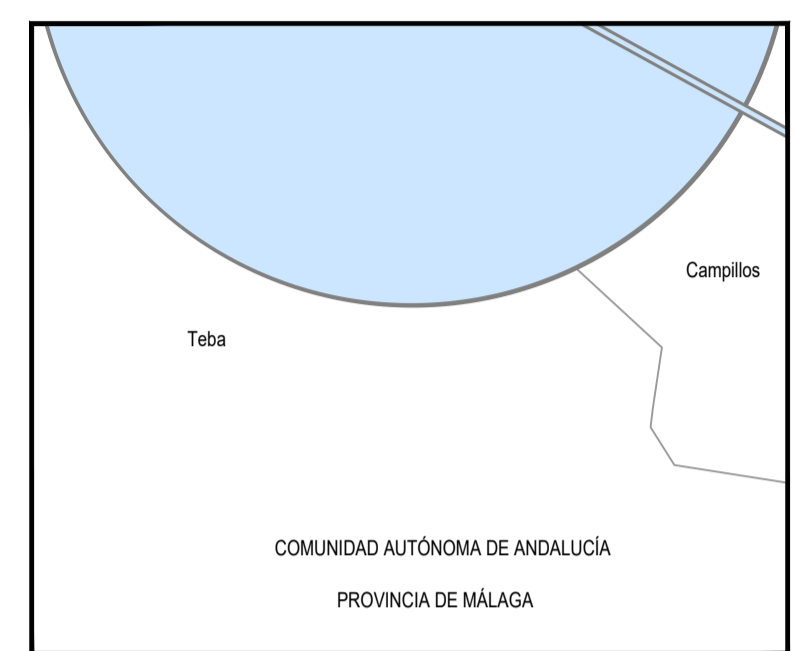 Campillos
Teba
COMUNIDAD AUTÓNOMA DE ANDALUCÍA
PROVINCIA DE MÁLAGA